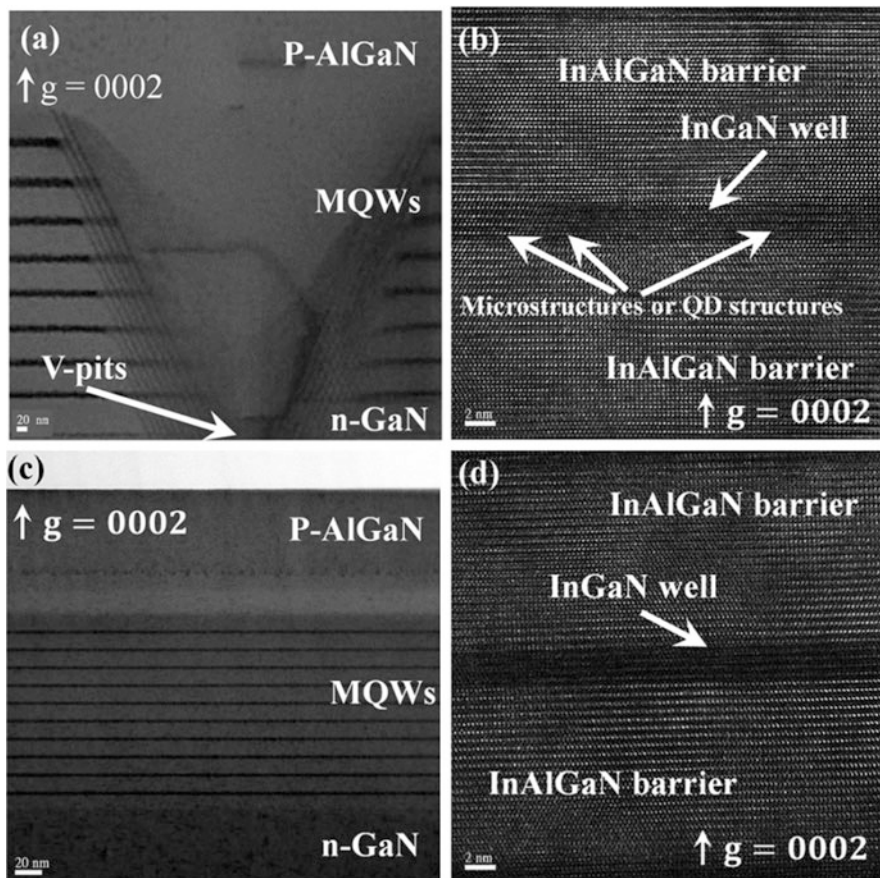 (a)
P-AlGaN
↑ g = 0002
MQWs
V-pits
n-GaN
20 nm
(b)
InAlGaN barrier
InGaN well
Microstructures or QD structures
InAlGaN barrier
↑ g = 0002
2 nm
(c)
↑ g = 0002
P-AlGaN
MQWs
n-GaN
20 nm
(d)
InAlGaN barrier
InGaN well
InAlGaN barrier
↑ g = 0002
2 nm